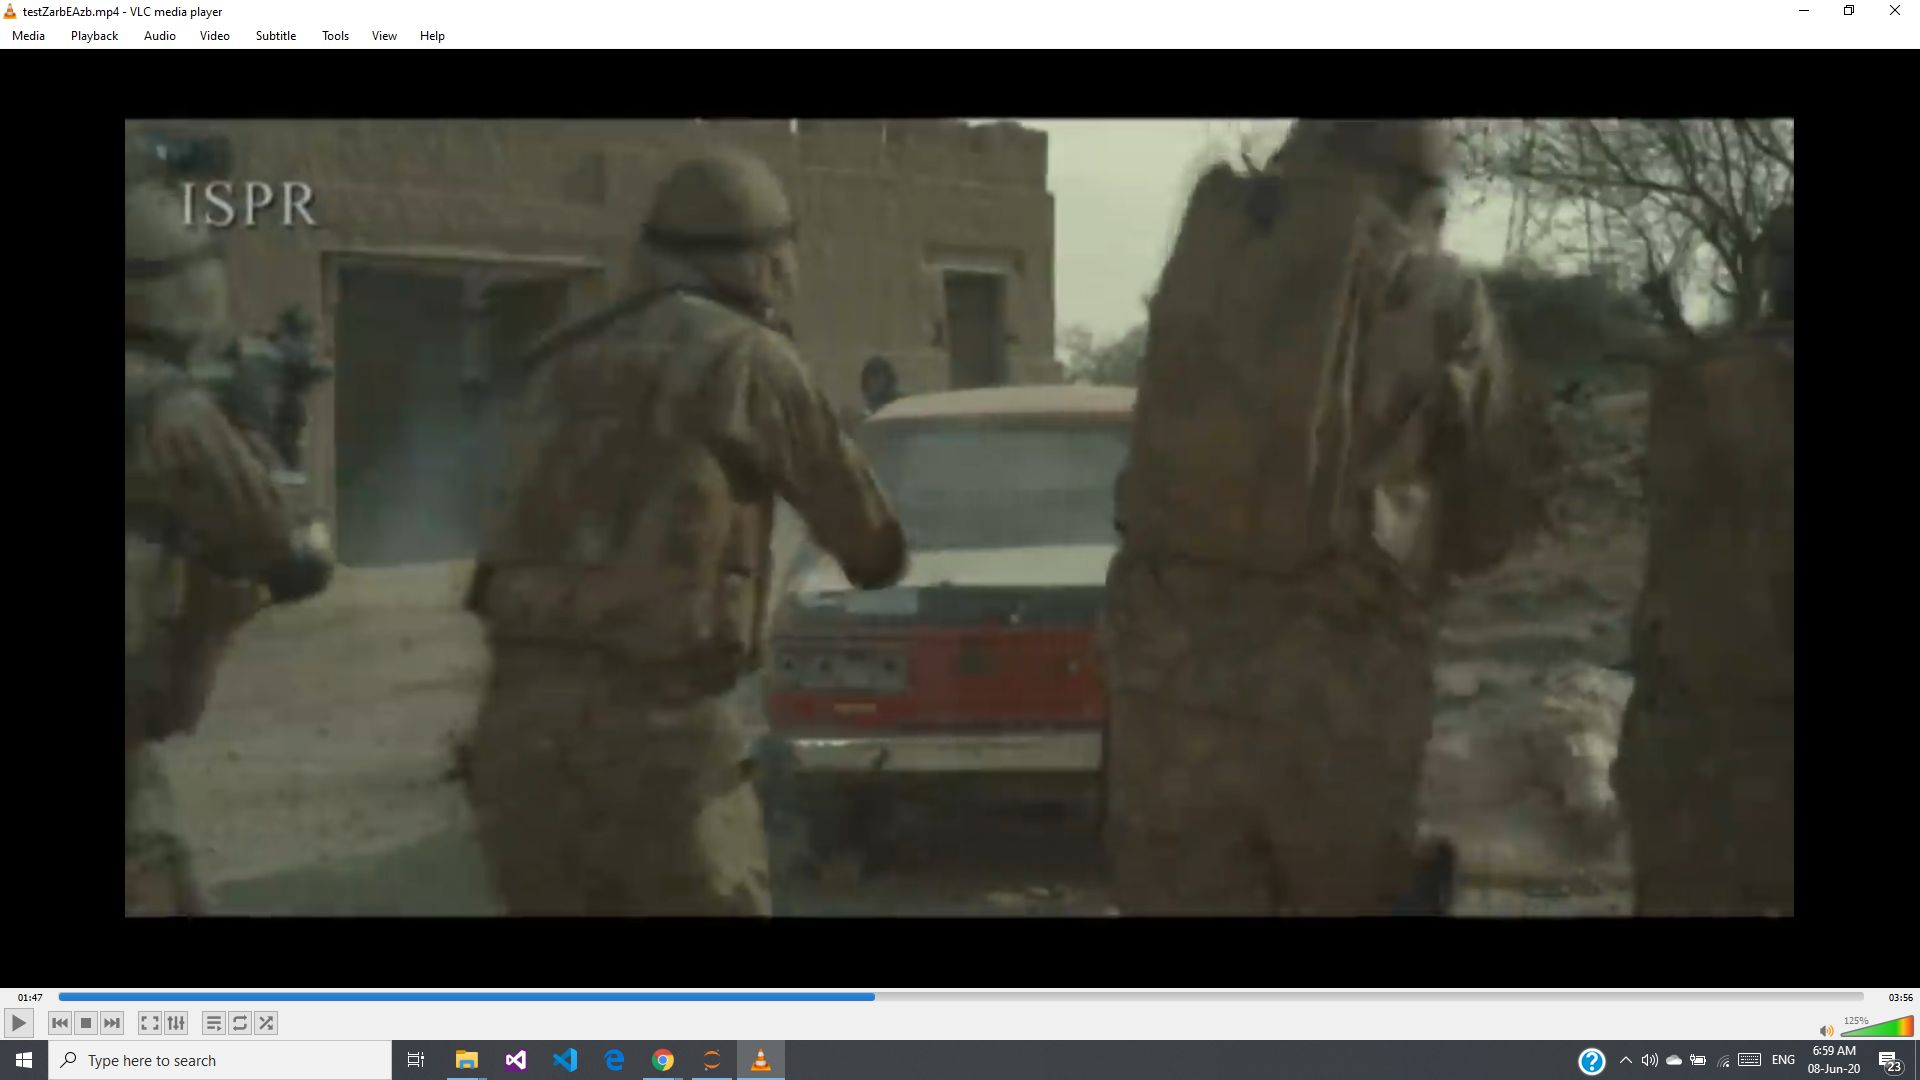 testZarbEAzb.mp4 - VLC media player
Media Playback Audio Video Subtitle Tools View Help
ISPR
01:47
03:56
125%
Type here to search
ENG
6:59 AM
08-Jun-20
23